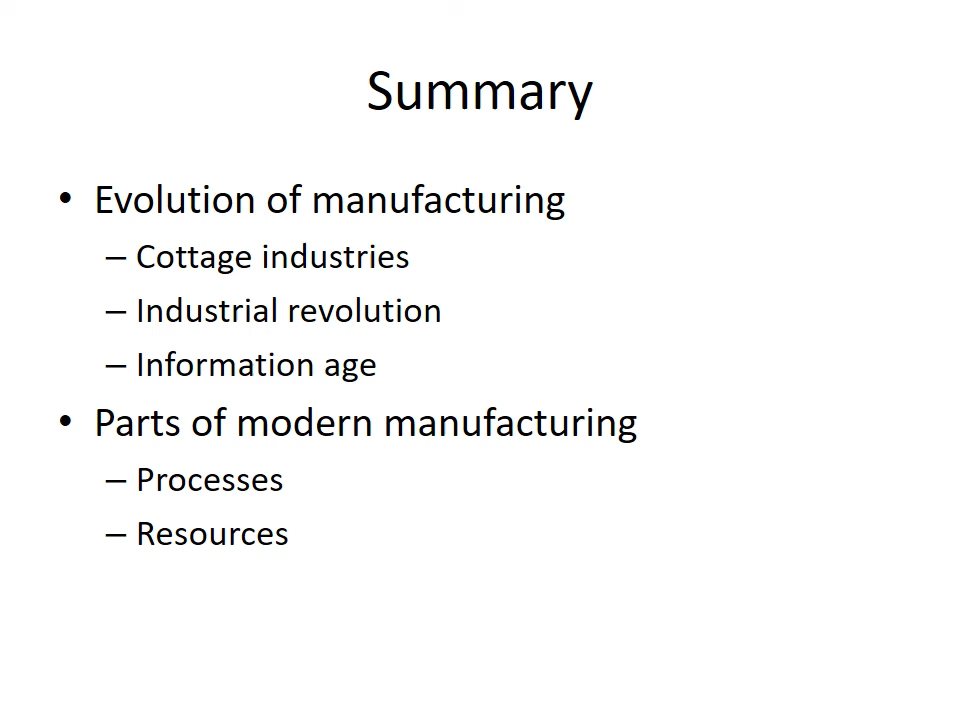 Summary
• Evolution of manufacturing
– Cottage industries
– Industrial revolution
– Information age
• Parts of modern manufacturing
– Processes
– Resources